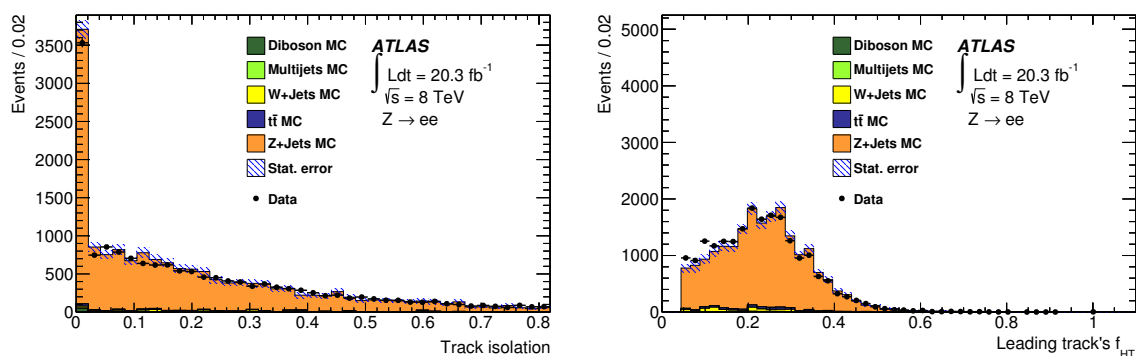 Events / 0.02
3500
3000
2500
2000
1500
1000
500
0
Diboson MC
Multijets MC
W+Jets MC
tt̄ MC
Z+Jets MC
Stat. error
Data
ATLAS
∫ Ldt = 20.3 fb⁻¹
√s = 8 TeV
Z → ee
0 0.1 0.2 0.3 0.4 0.5 0.6 0.7 0.8
Track isolation
Events / 0.02
5000
4000
3000
2000
1000
0
Diboson MC
Multijets MC
W+Jets MC
tt̄ MC
Z+Jets MC
Stat. error
Data
ATLAS
∫ Ldt = 20.3 fb⁻¹
√s = 8 TeV
Z → ee
0 0.2 0.4 0.6 0.8 1
Leading track's f_HT